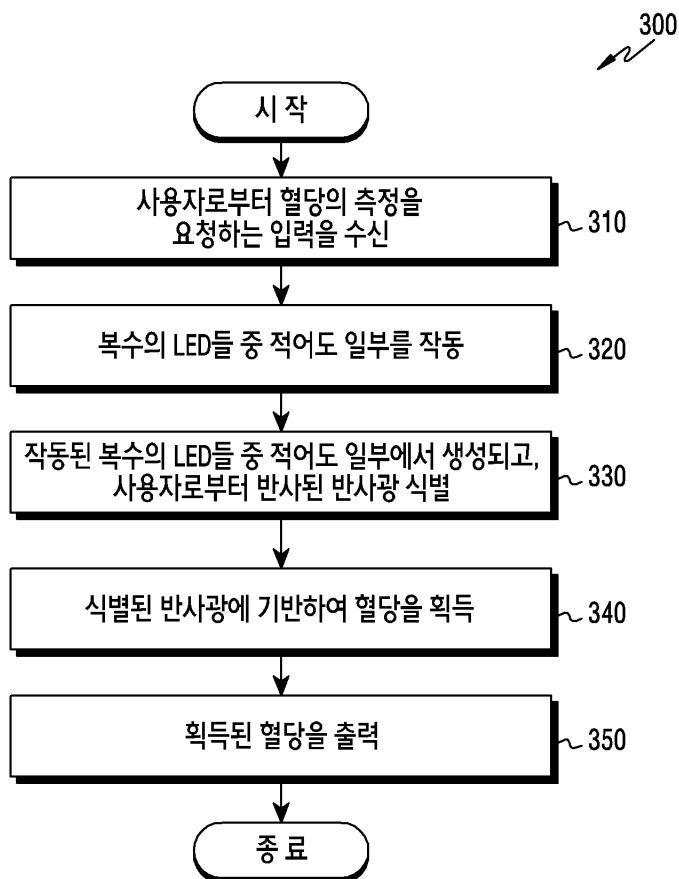 300
시 작
사용자로부터 혈당의 측정을
요청하는 입력을 수신
310
복수의 LED들 중 적어도 일부를 작동
320
작동된 복수의 LED들 중 적어도 일부에서 생성되고,
사용자로부터 반사된 반사광 식별
330
식별된 반사광에 기반하여 혈당을 획득
340
획득된 혈당을 출력
350
종 료